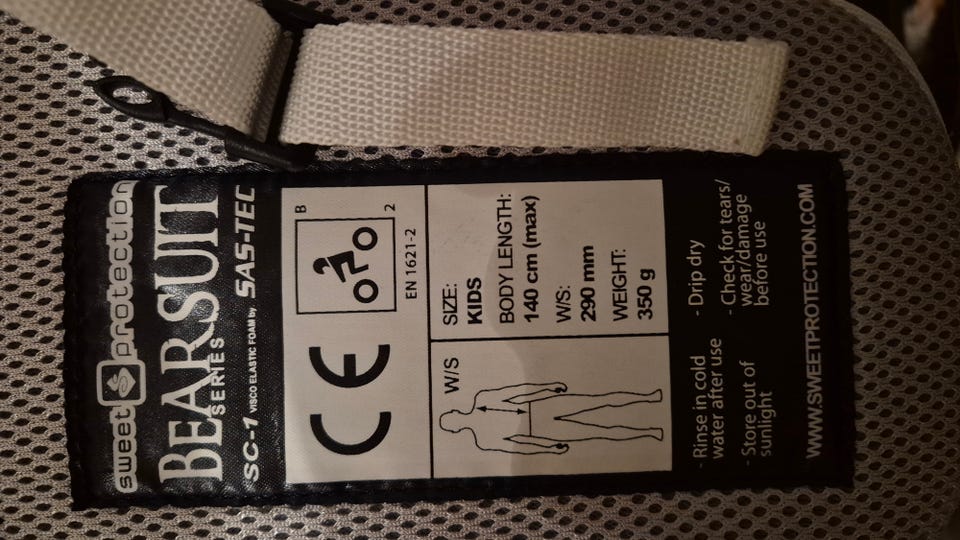 sweet protection
BEARSUIT
SERIES
SC-1 VISCO ELASTIC FOAM by SAS-TEC
CE
B
2
EN 1621-2
W/S
SIZE:
KIDS
BODY LENGTH:
140 cm (max)
W/S:
290 mm
WEIGHT:
350 g
- Rinse in cold
water after use
- Store out of
sunlight
- Drip dry
- Check for tears/
wear/damage
before use
WWW.SWEETPROTECTION.COM